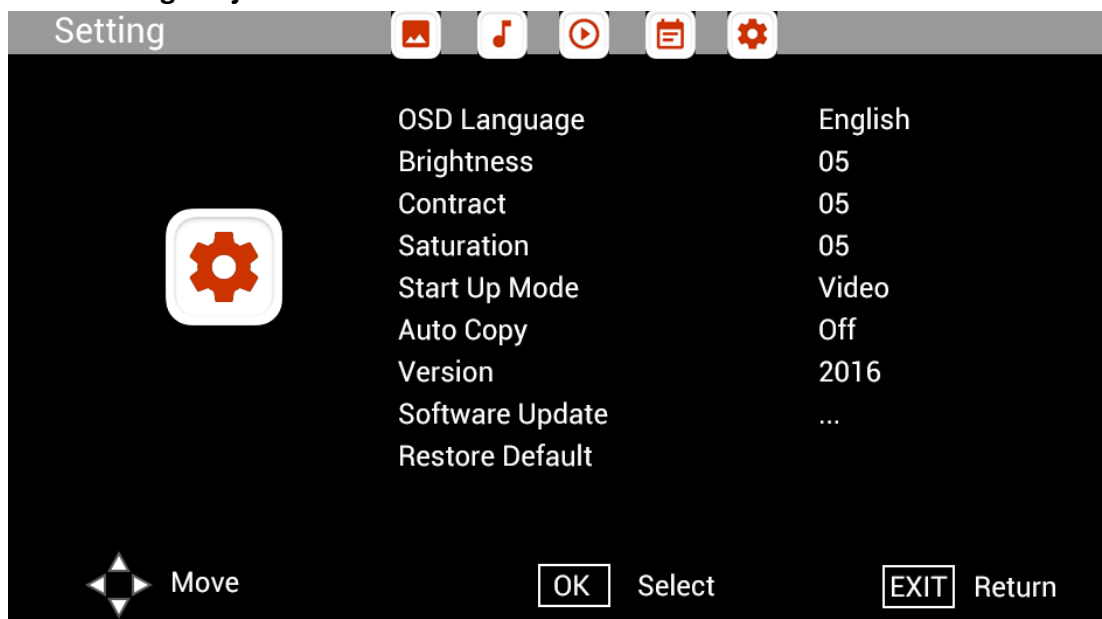 Setting
OSD Language English
Brightness 05
Contract 05
Saturation 05
Start Up Mode Video
Auto Copy Off
Version 2016
Software Update ...
Restore Default
Move OK Select EXIT Return